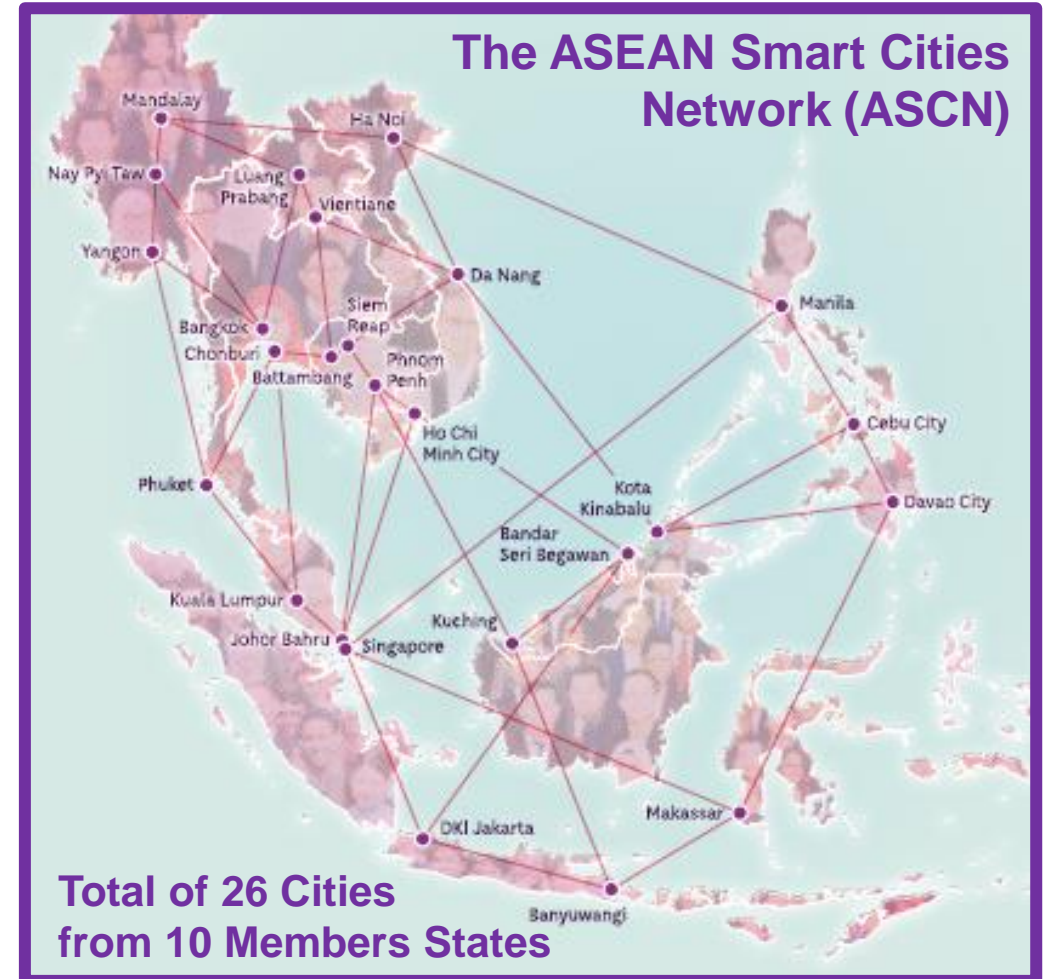 The ASEAN Smart Cities
Network (ASCN)
Mandalay
Ha Noi
Nay Pyi Taw
Luang
Prabang
Vientiane
Yangon
Da Nang
Siem
Reap
Manila
Bangkok
Chonburi
Battambang
Phnom
Penh
Ho Chi
Minh City
Cebu City
Phuket
Kota
Kinabalu
Davao City
Bandar
Seri Begawan
Kuala Lumpur
Kuching
Johor Bahru
Singapore
Makassar
DKI Jakarta
Banyuwangi
Total of 26 Cities
from 10 Members States